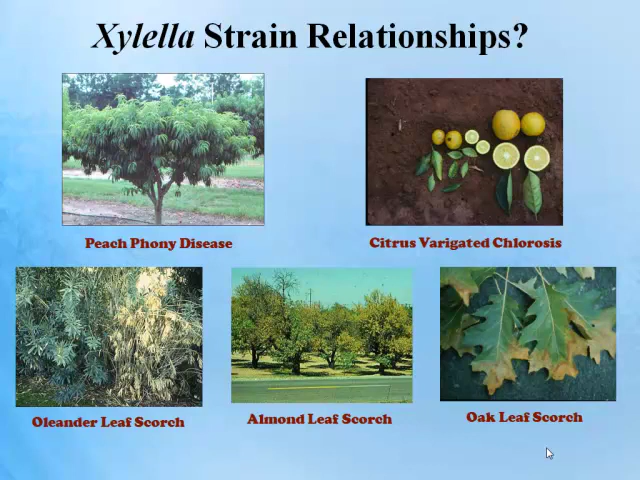 Xylella Strain Relationships?
Peach Phony Disease
Citrus Varigated Chlorosis
Oleander Leaf Scorch
Almond Leaf Scorch
Oak Leaf Scorch